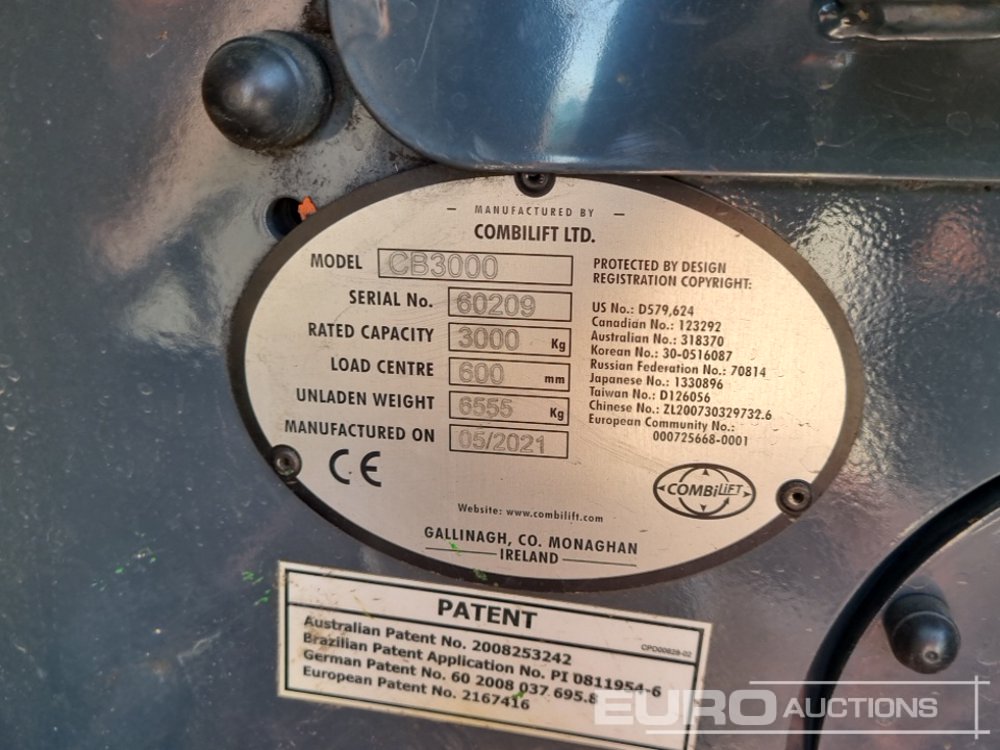 MANUFACTURED BY
COMBILIFT LTD.
MODEL CB3000
SERIAL No. 60209
RATED CAPACITY 3000 Kg
LOAD CENTRE 600 mm
UNLADEN WEIGHT 6555 Kg
MANUFACTURED ON 05/2021
CE
PROTECTED BY DESIGN
REGISTRATION COPYRIGHT:
US No.: D579,624
Canadian No.: 123292
Australian No.: 318370
Korean No.: 30-0516087
Russian Federation No.: 70814
Japanese No.: 1330896
Taiwan No.: D126056
Chinese No.: ZL200730329732.6
European Community No.:
000725668-0001
COMBiLiFT
Website: www.combilift.com
GALLINAGH, CO. MONAGHAN
IRELAND
PATENT
CPD00828-02
Australian Patent No. 2008253242
Brazilian Patent Application No. PI 0811954-6
German Patent No. 60 2008 037 695.8
European Patent No. 2167416
EURO AUCTIONS